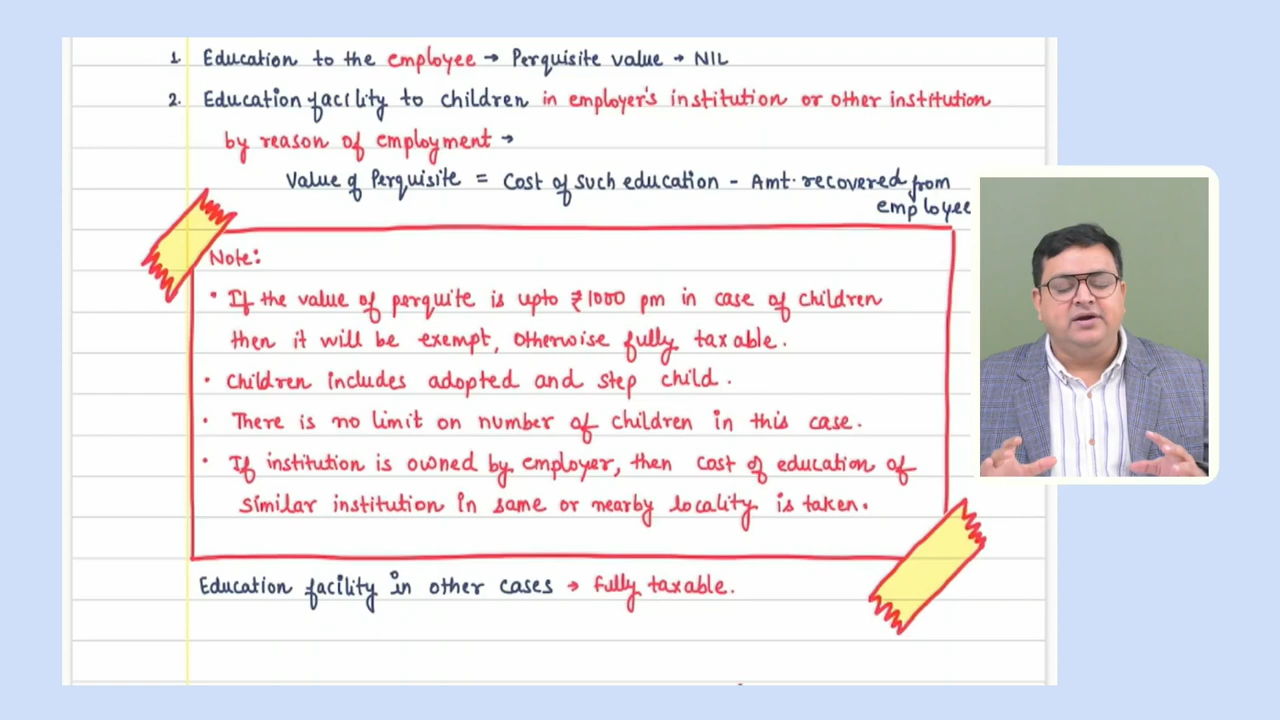 1. Education to the employee → Perquisite value → NIL
2. Education facility to children in employer's institution or other institution
by reason of employment →
Value of Perquisite = Cost of such education - Amt. recovered from
employee
Note:
• If the value of perquite is upto ₹1000 pm in case of children
then it will be exempt, otherwise fully taxable.
• Children includes adopted and step child.
• There is no limit on number of children in this case.
• If institution is owned by employer, then cost of education of
similar institution in same or nearby locality is taken.
Education facility in other cases → fully taxable.